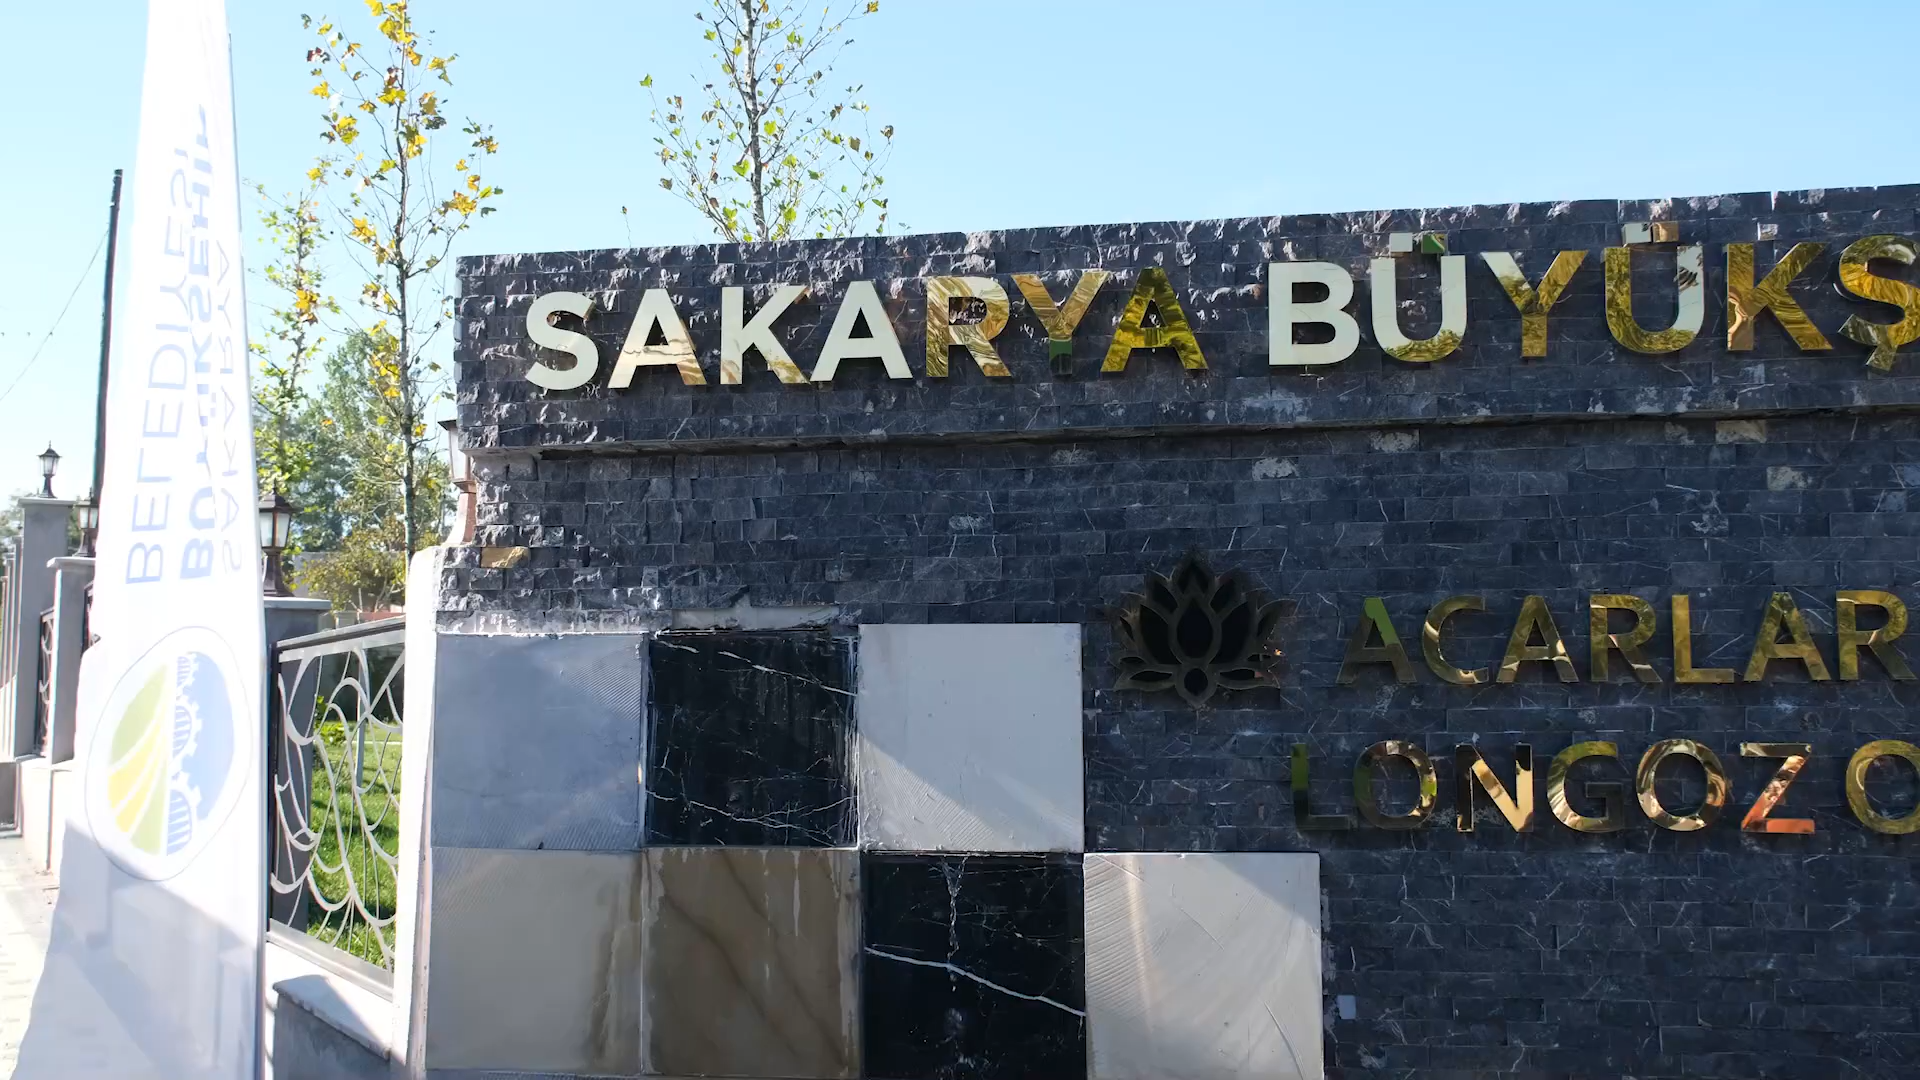 SAKARYA BÜYÜKŞ
ACARLAR
LONGOZ O
SAKARYA
BÜYÜKŞEHİR
BELEDİYESİ